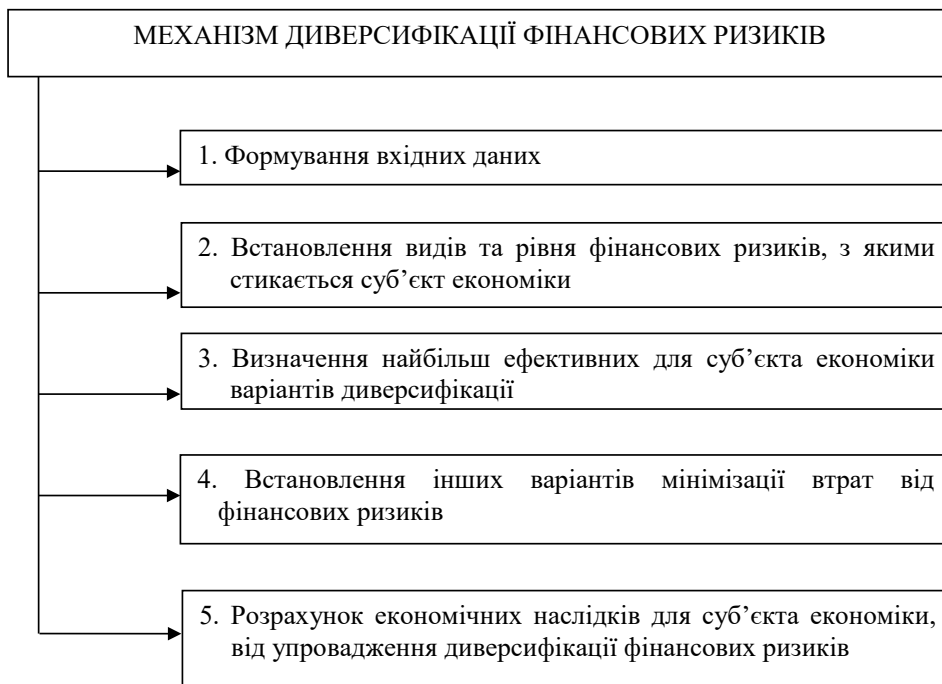 МЕХАНІЗМ ДИВЕРСИФІКАЦІЇ ФІНАНСОВИХ РИЗИКІВ
1. Формування вхідних даних
2. Встановлення видів та рівня фінансових ризиків, з якими
стикається суб’єкт економіки
3. Визначення найбільш ефективних для суб’єкта економіки
варіантів диверсифікації
4. Встановлення інших варіантів мінімізації втрат від
фінансових ризиків
5. Розрахунок економічних наслідків для суб’єкта економіки,
від упровадження диверсифікації фінансових ризиків